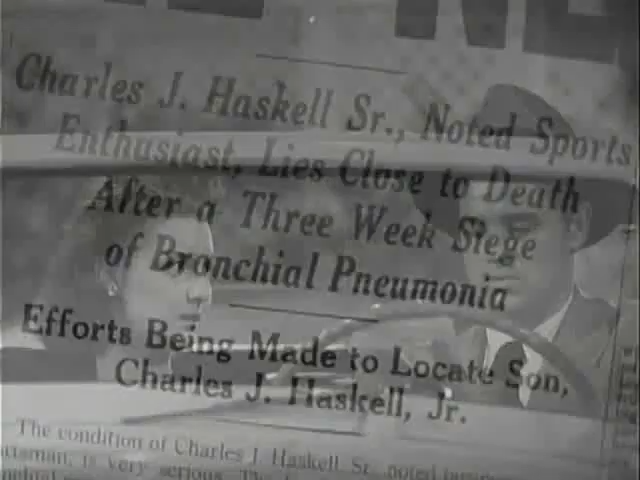 Charles J. Haskell Sr., Noted Sports
Enthusiast, Lies Close to Death
After a Three Week Siege
of Bronchial Pneumonia
Efforts Being Made to Locate Son,
Charles J. Haskell, Jr.
The condition of Charles J. Haskell Sr., noted
is very serious. The